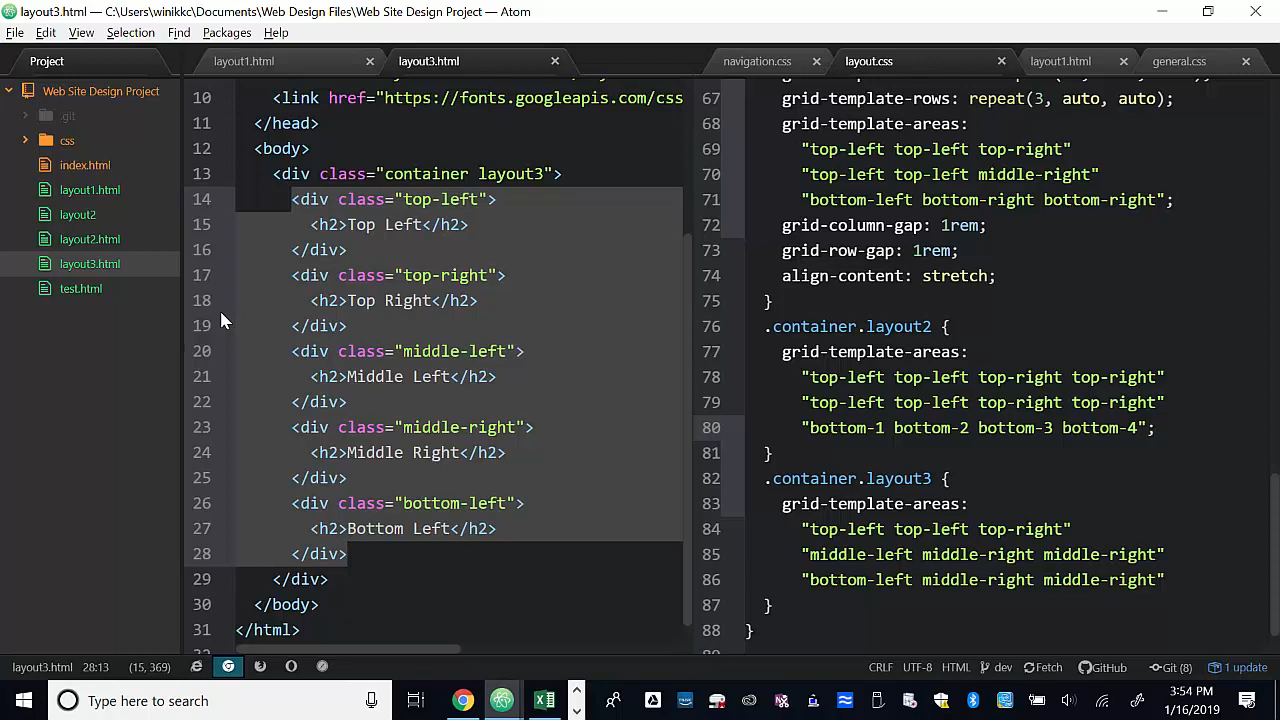 layout3.html — C:\Users\winikkc\Documents\Web Design Files\Web Site Design Project — Atom
File Edit View Selection Find Packages Help
Project
layout1.html
layout3.html
navigation.css
layout.css
layout1.html
general.css
Web Site Design Project
.git
css
index.html
layout1.html
layout2
layout2.html
layout3.html
test.html
10 <link href="https://fonts.googleapis.com/css
11 </head>
12 <body>
13 <div class="container layout3">
14 <div class="top-left">
15 <h2>Top Left</h2>
16 </div>
17 <div class="top-right">
18 <h2>Top Right</h2>
19 </div>
20 <div class="middle-left">
21 <h2>Middle Left</h2>
22 </div>
23 <div class="middle-right">
24 <h2>Middle Right</h2>
25 </div>
26 <div class="bottom-left">
27 <h2>Bottom Left</h2>
28 </div>
29 </div>
30 </body>
31 </html>
67 grid-template-rows: repeat(3, auto, auto);
68 grid-template-areas:
69 "top-left top-left top-right"
70 "top-left top-left middle-right"
71 "bottom-left bottom-right bottom-right";
72 grid-column-gap: 1rem;
73 grid-row-gap: 1rem;
74 align-content: stretch;
75 }
76 .container.layout2 {
77 grid-template-areas:
78 "top-left top-left top-right top-right"
79 "top-left top-left top-right top-right"
80 "bottom-1 bottom-2 bottom-3 bottom-4";
81 }
82 .container.layout3 {
83 grid-template-areas:
84 "top-left top-left top-right"
85 "middle-left middle-right middle-right"
86 "bottom-left middle-right middle-right"
87 }
88 }
layout3.html 28:13 (15, 369)
CRLF UTF-8 HTML dev Fetch GitHub Git (8) 1 update
Type here to search
3:54 PM
1/16/2019